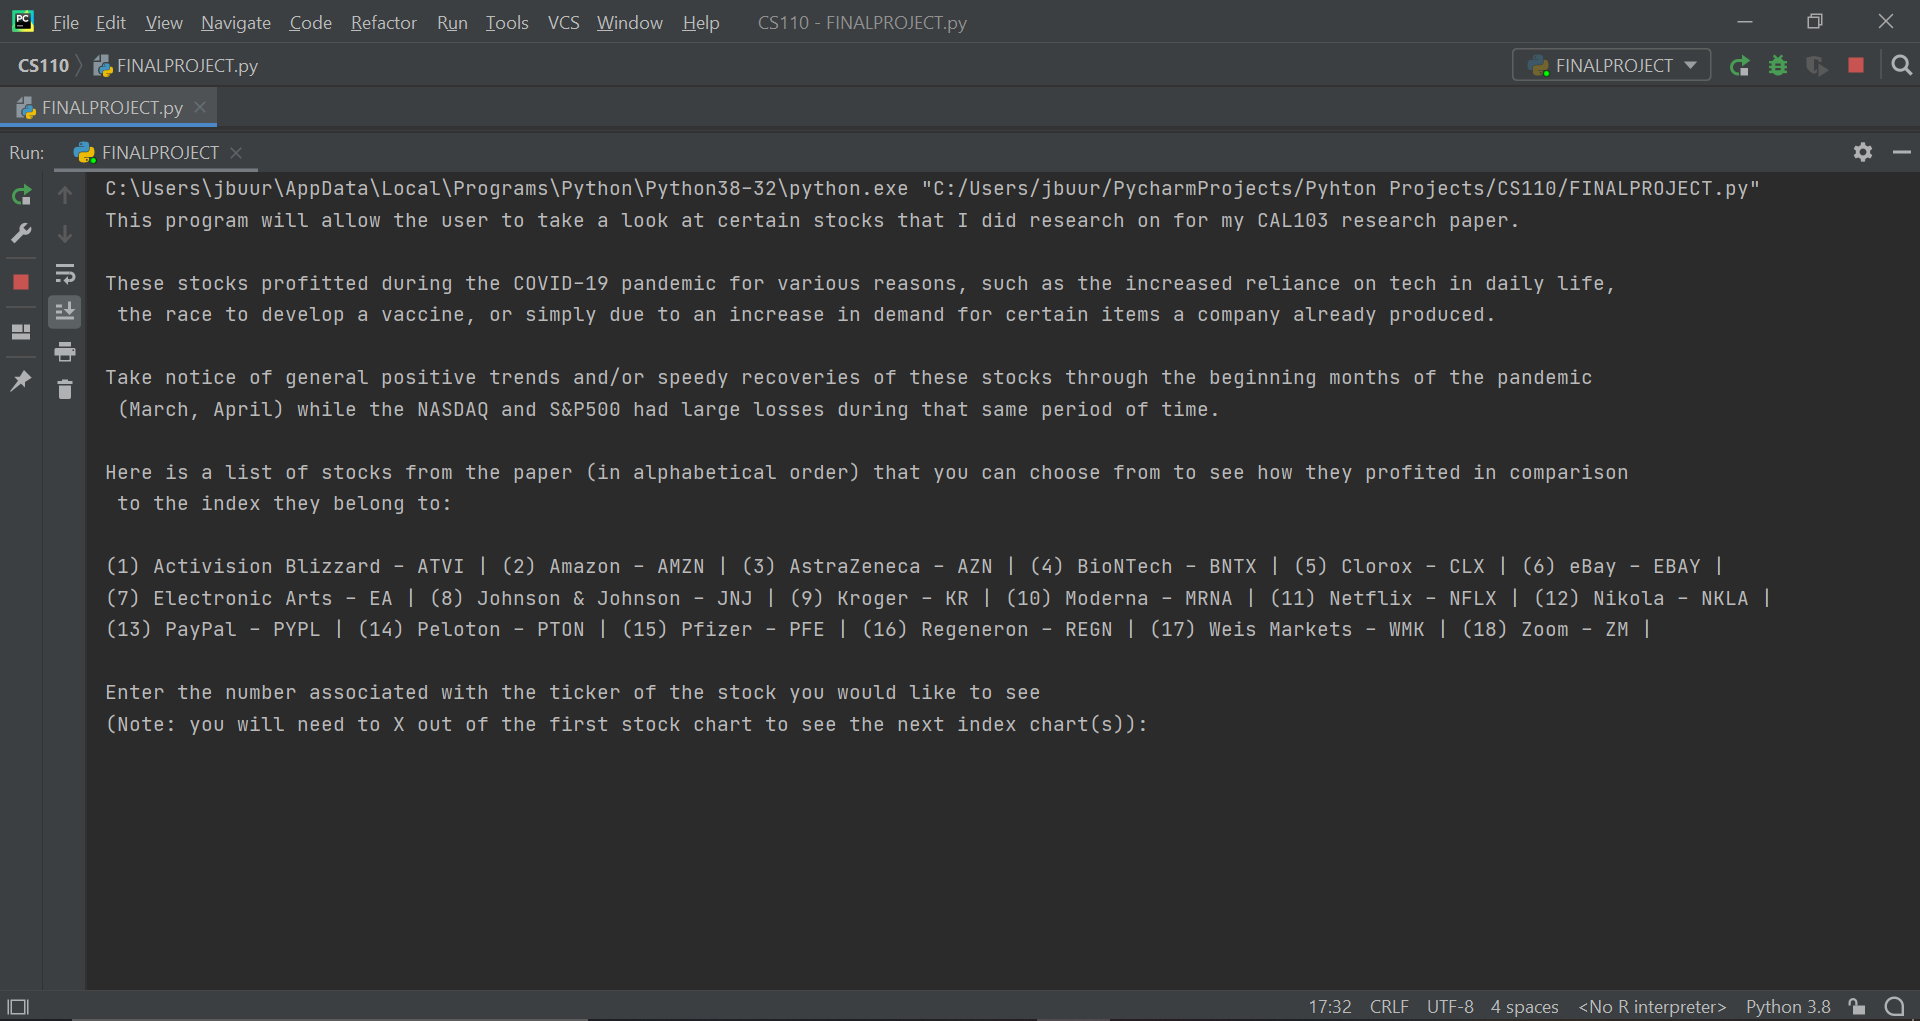 PC File Edit View Navigate Code Refactor Run Tools VCS Window Help CS110 - FINALPROJECT.py
CS110 FINALPROJECT.py FINALPROJECT
FINALPROJECT.py
Run: FINALPROJECT
C:\Users\jbuur\AppData\Local\Programs\Python\Python38-32\python.exe "C:/Users/jbuur/PycharmProjects/Pyhton Projects/CS110/FINALPROJECT.py"
This program will allow the user to take a look at certain stocks that I did research on for my CAL103 research paper.
These stocks profitted during the COVID-19 pandemic for various reasons, such as the increased reliance on tech in daily life,
the race to develop a vaccine, or simply due to an increase in demand for certain items a company already produced.
Take notice of general positive trends and/or speedy recoveries of these stocks through the beginning months of the pandemic
(March, April) while the NASDAQ and S&P500 had large losses during that same period of time.
Here is a list of stocks from the paper (in alphabetical order) that you can choose from to see how they profited in comparison
to the index they belong to:
(1) Activision Blizzard - ATVI | (2) Amazon - AMZN | (3) AstraZeneca - AZN | (4) BioNTech - BNTX | (5) Clorox - CLX | (6) eBay - EBAY |
(7) Electronic Arts - EA | (8) Johnson & Johnson - JNJ | (9) Kroger - KR | (10) Moderna - MRNA | (11) Netflix - NFLX | (12) Nikola - NKLA |
(13) PayPal - PYPL | (14) Peloton - PTON | (15) Pfizer - PFE | (16) Regeneron - REGN | (17) Weis Markets - WMK | (18) Zoom - ZM |
Enter the number associated with the ticker of the stock you would like to see
(Note: you will need to X out of the first stock chart to see the next index chart(s)):
17:32 CRLF UTF-8 4 spaces <No R interpreter> Python 3.8